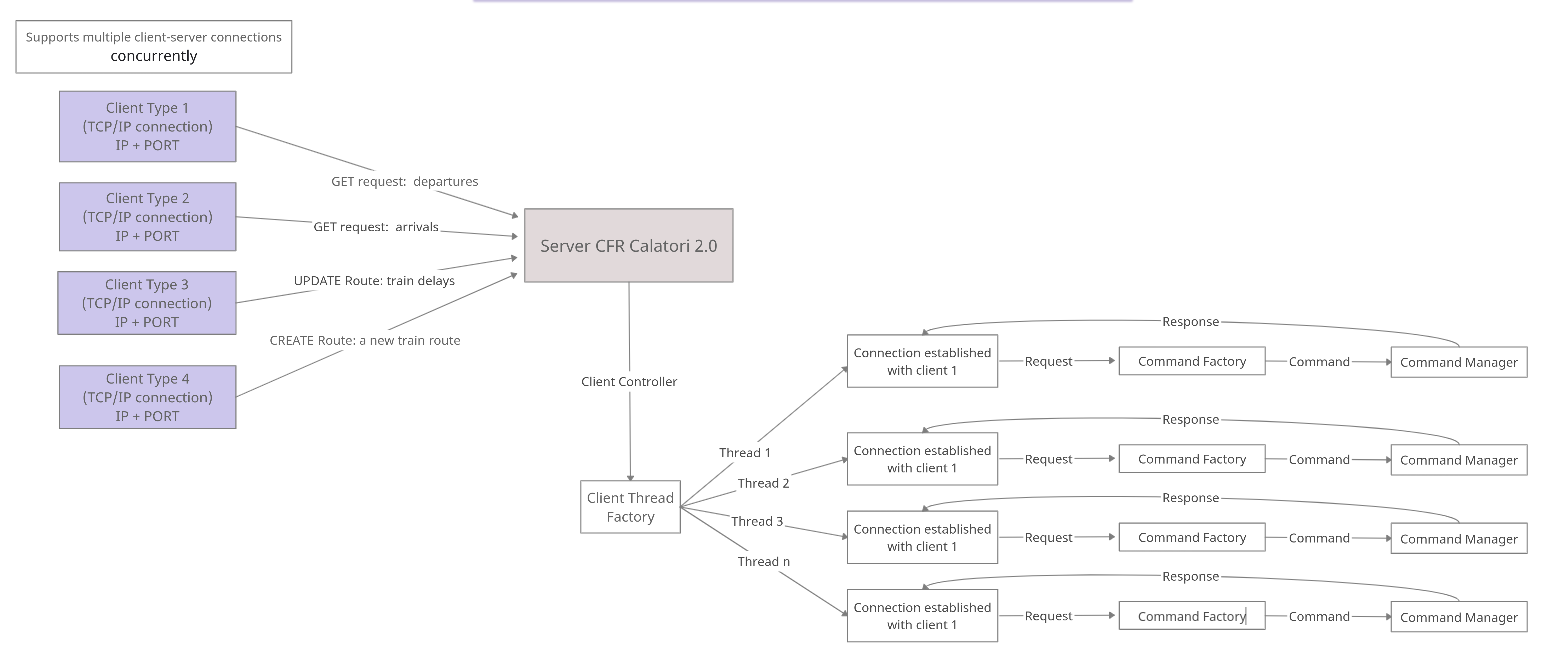 Supports multiple client-server connections
concurrently
Client Type 1
(TCP/IP connection)
IP + PORT
GET request:  departures
Client Type 2
(TCP/IP connection)
IP + PORT
GET request:  arrivals
Server CFR Calatori 2.0
Client Type 3
(TCP/IP connection)
IP + PORT
UPDATE Route: train delays
CREATE Route: a new train route
Client Type 4
(TCP/IP connection)
IP + PORT
Client Controller
Client Thread
Factory
Thread 1
Thread 2
Thread 3
Thread n
Response
Connection established
with client 1
Request
Command Factory
Command
Command Manager
Response
Connection established
with client 1
Request
Command Factory
Command
Command Manager
Response
Connection established
with client 1
Request
Command Factory
Command
Command Manager
Response
Connection established
with client 1
Request
Command Factory
Command
Command Manager